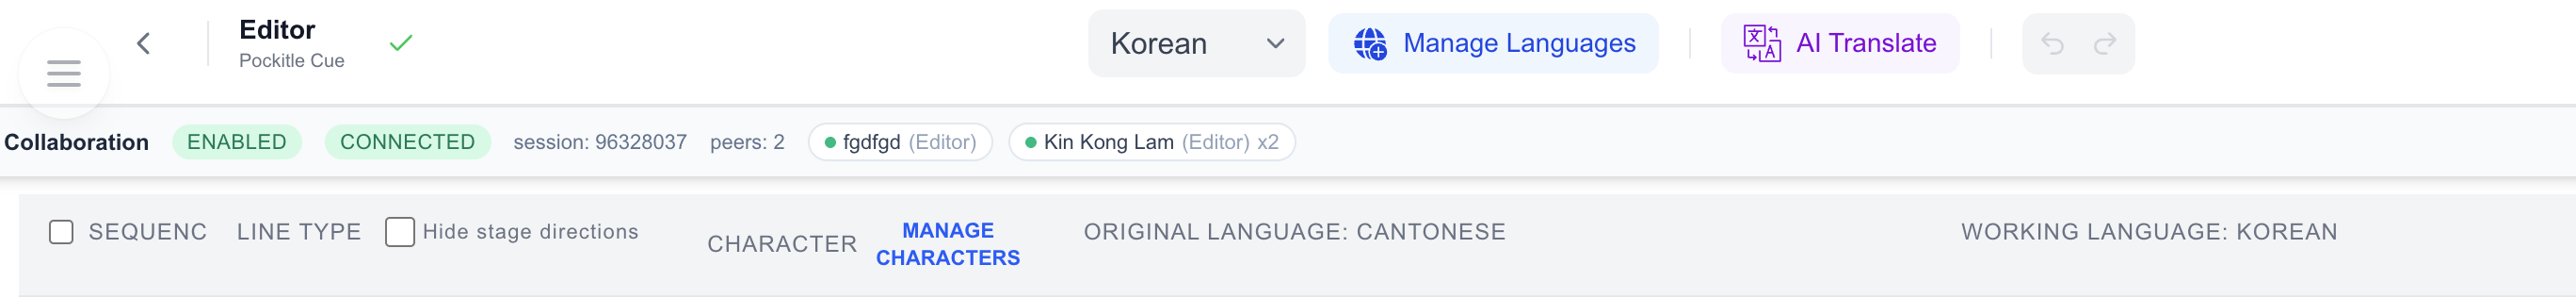 Editor
Pockitle Cue
Korean
Manage Languages
AI Translate
Collaboration ENABLED CONNECTED session: 96328037 peers: 2 fgdfgd (Editor) Kin Kong Lam (Editor) x2
SEQUENC LINE TYPE Hide stage directions CHARACTER MANAGE CHARACTERS ORIGINAL LANGUAGE: CANTONESE WORKING LANGUAGE: KOREAN